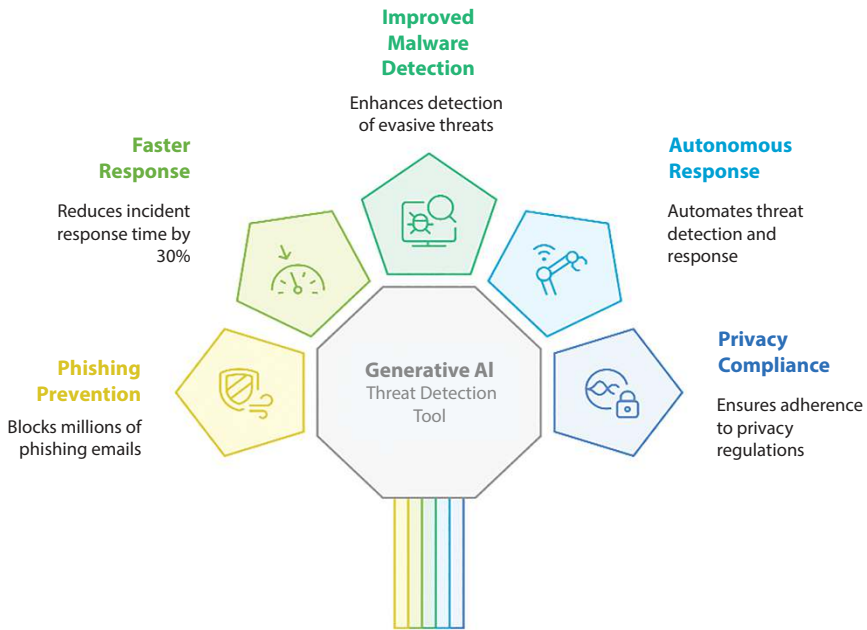 Improved
Malware
Detection
Enhances detection
of evasive threats
Faster
Response
Reduces incident
response time by
30%
Autonomous
Response
Automates threat
detection and
response
Phishing
Prevention
Blocks millions of
phishing emails
Generative AI
Threat Detection
Tool
Privacy
Compliance
Ensures adherence
to privacy
regulations